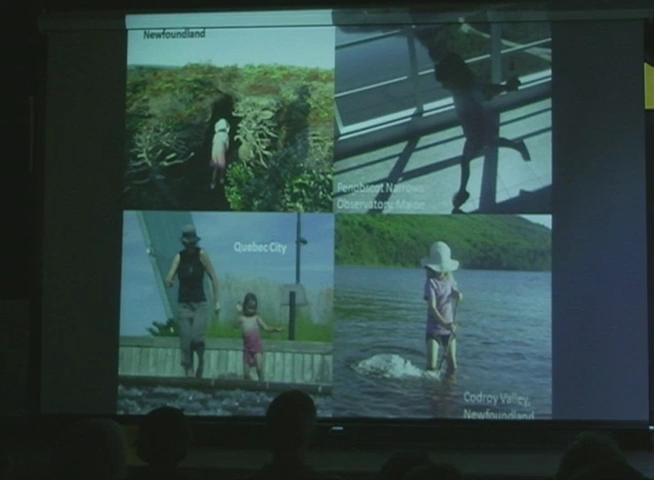 Newfoundland
Penobscot Narrows
Observatory, Maine
Quebec City
Codroy Valley,
Newfoundland